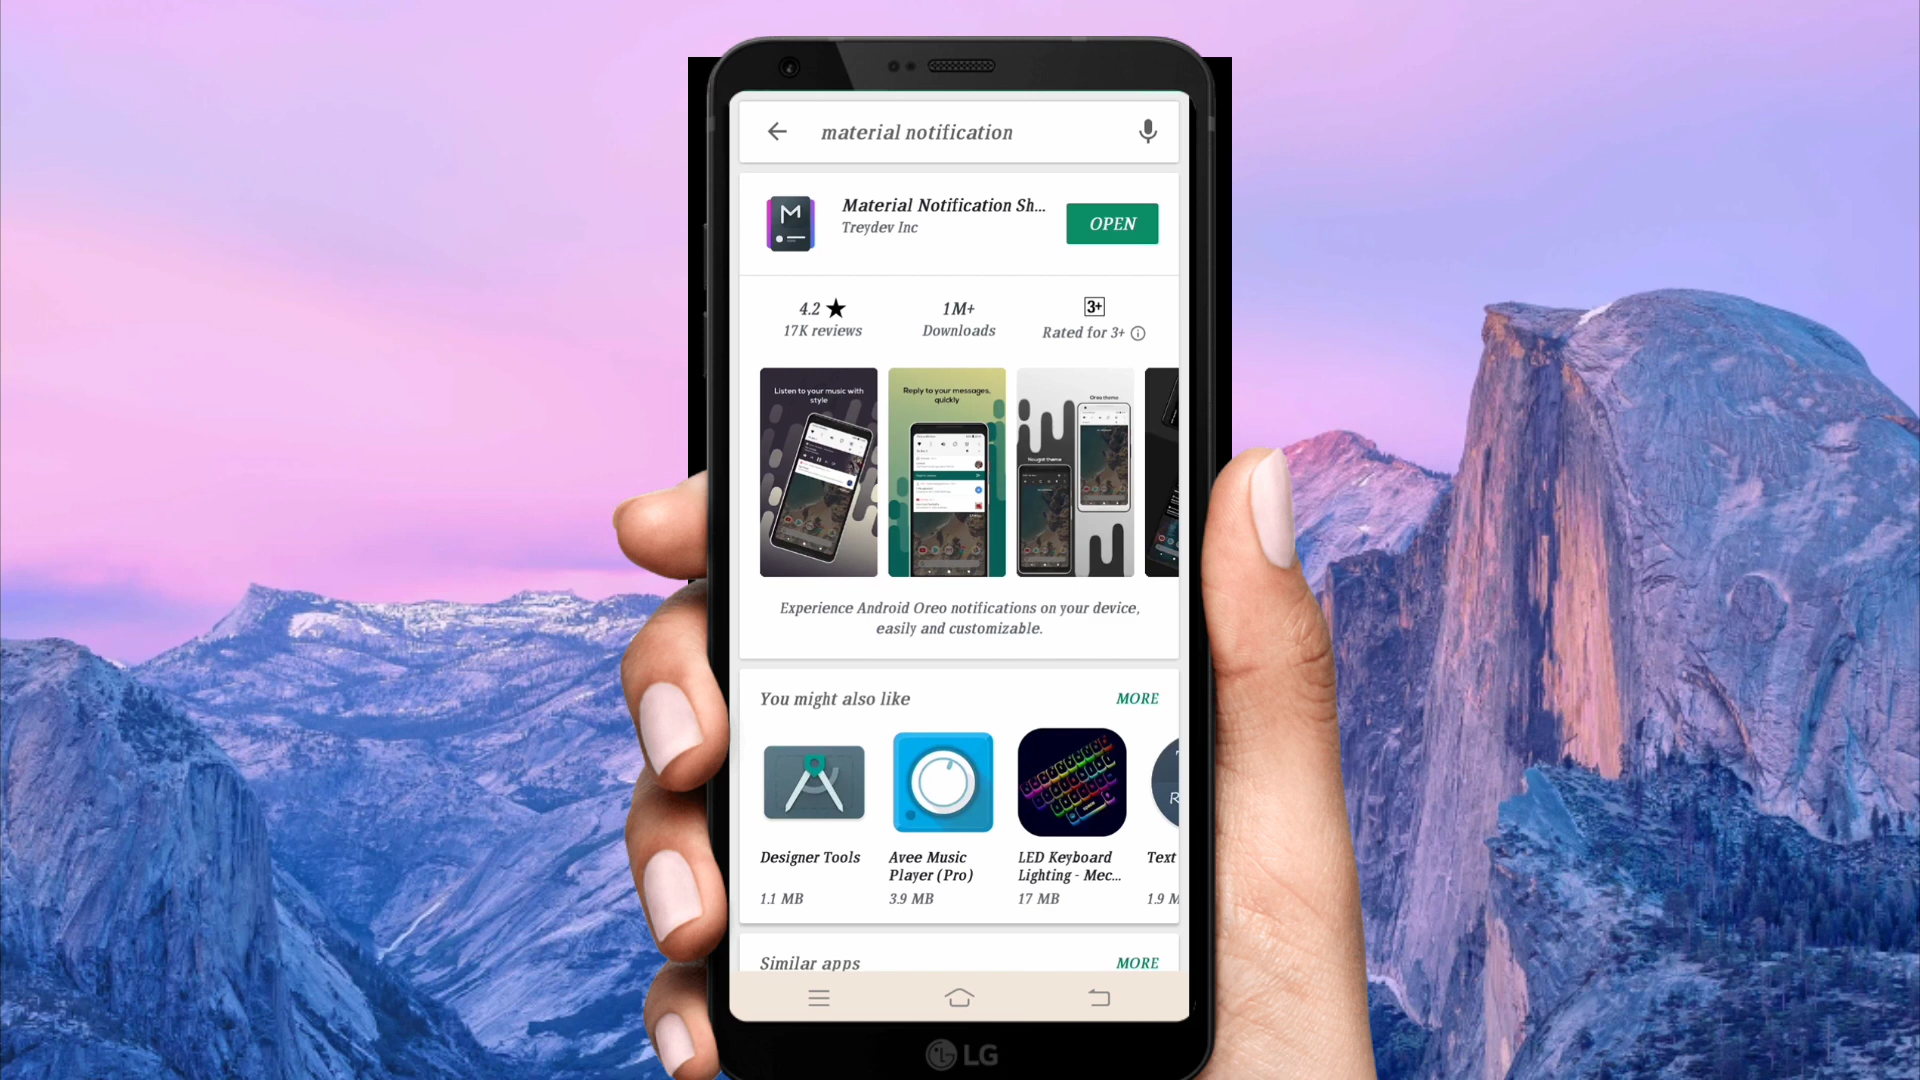 material notification
Material Notification Sh...
Treydev Inc
OPEN
4.2 ★
17K reviews
1M+
Downloads
3+
Rated for 3+
Listen to your music with
style
Reply to your messages,
quickly
Nougat theme
Oreo theme
Experience Android Oreo notifications on your device,
easily and customizable.
You might also like
MORE
Designer Tools
1.1 MB
Avee Music
Player (Pro)
3.9 MB
LED Keyboard
Lighting - Mec...
17 MB
Text
1.9 M
Similar apps
MORE
LG